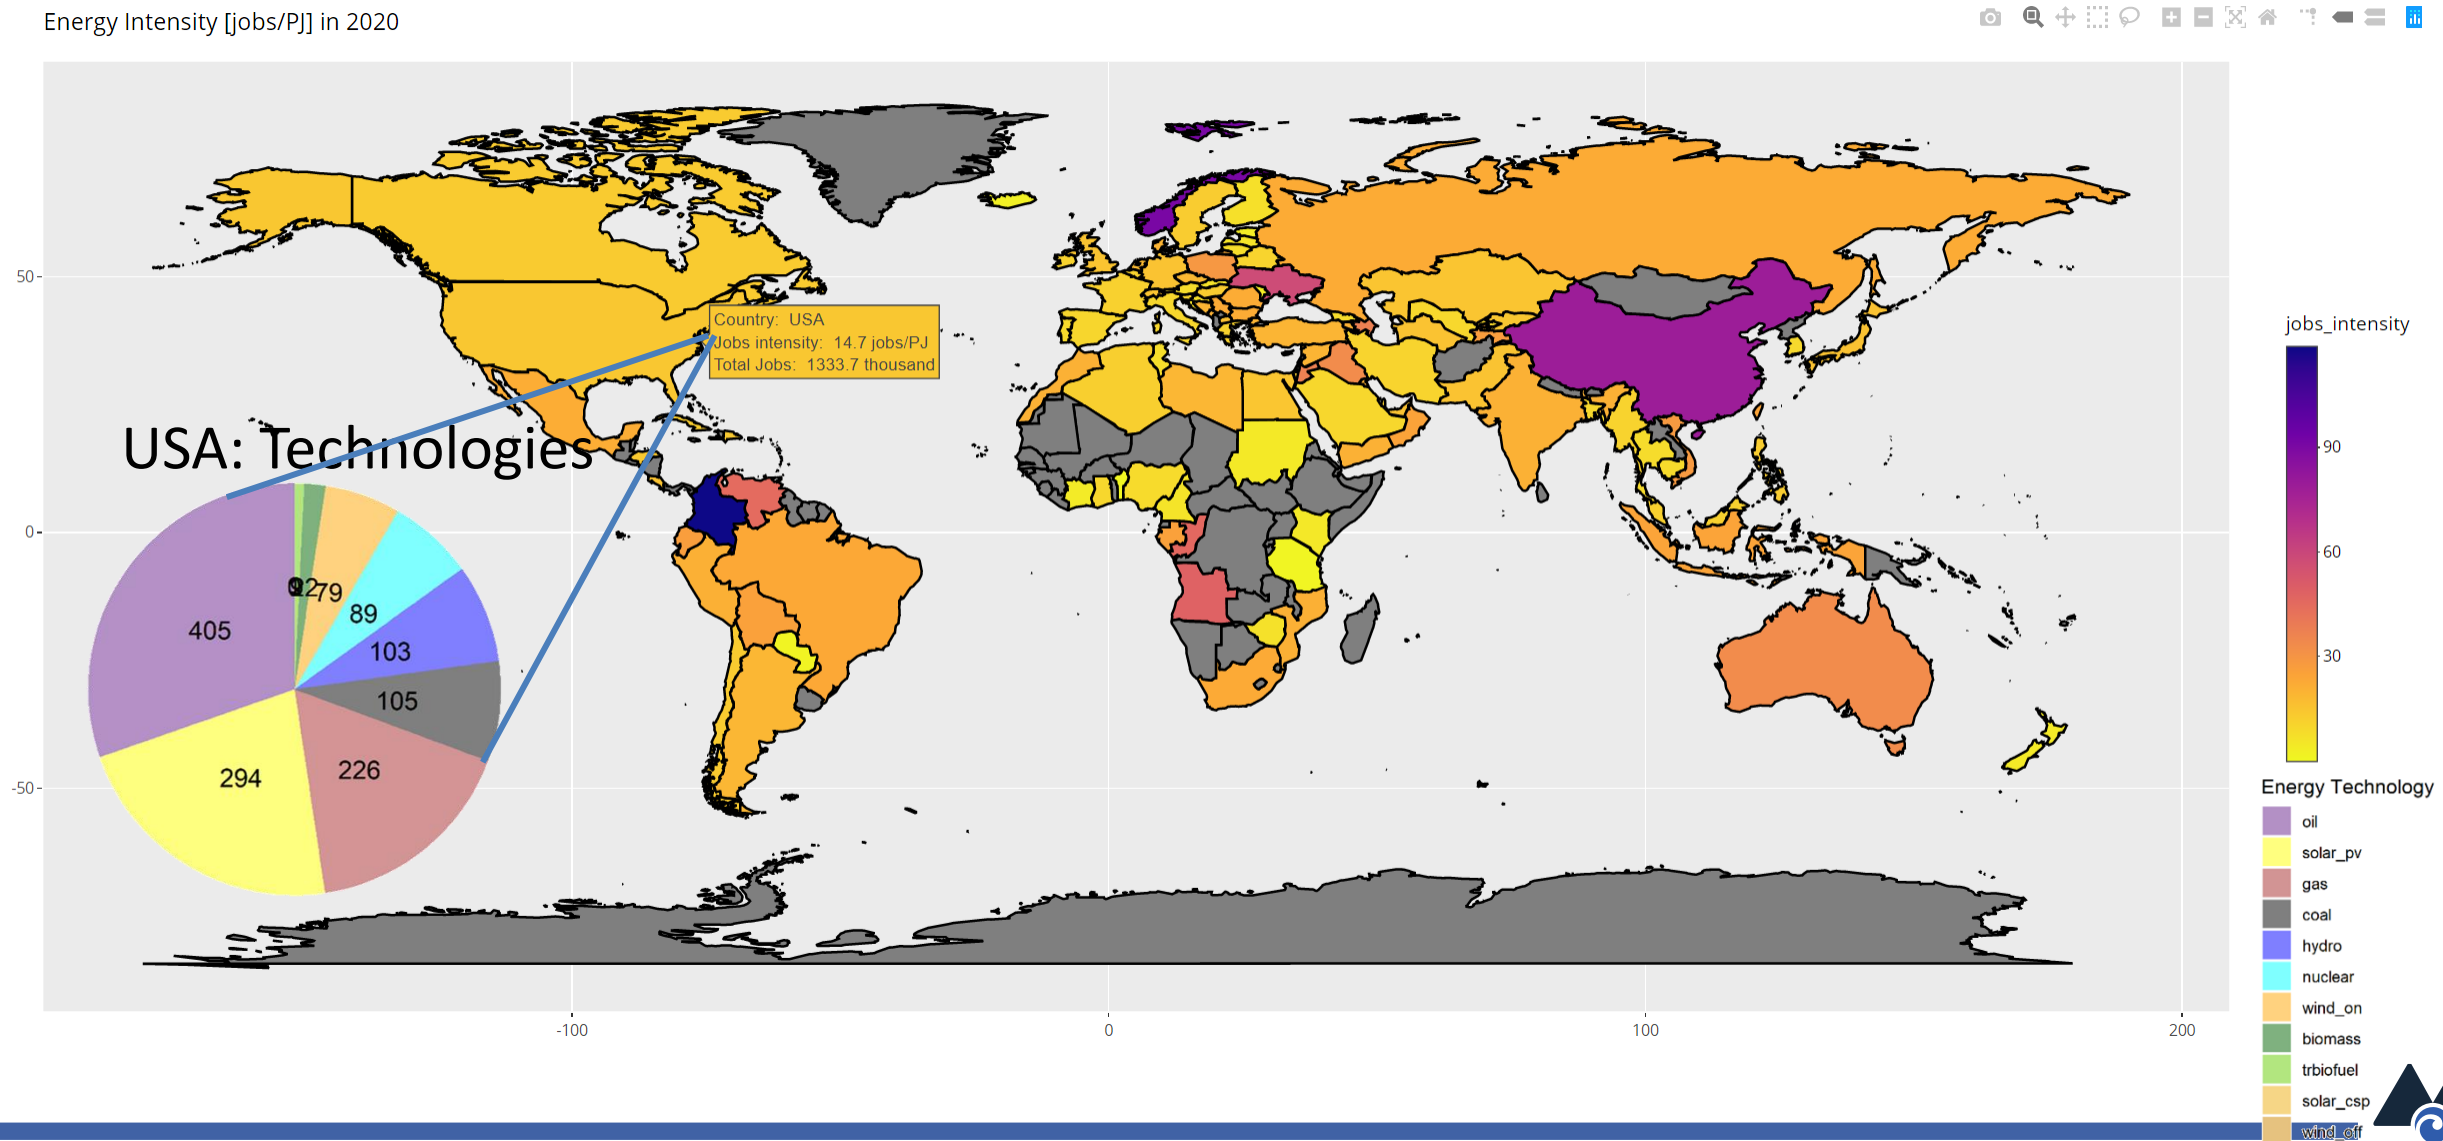 Energy Intensity [jobs/PJ] in 2020
50
0
-50
-100
0
100
200
Country: USA
Jobs intensity: 14.7 jobs/PJ
Total Jobs: 1333.7 thousand
USA: Technologies
405
79
89
103
105
226
294
jobs_intensity
90
60
30
Energy Technology
oil
solar_pv
gas
coal
hydro
nuclear
wind_on
biomass
trbiofuel
solar_csp
wind_off